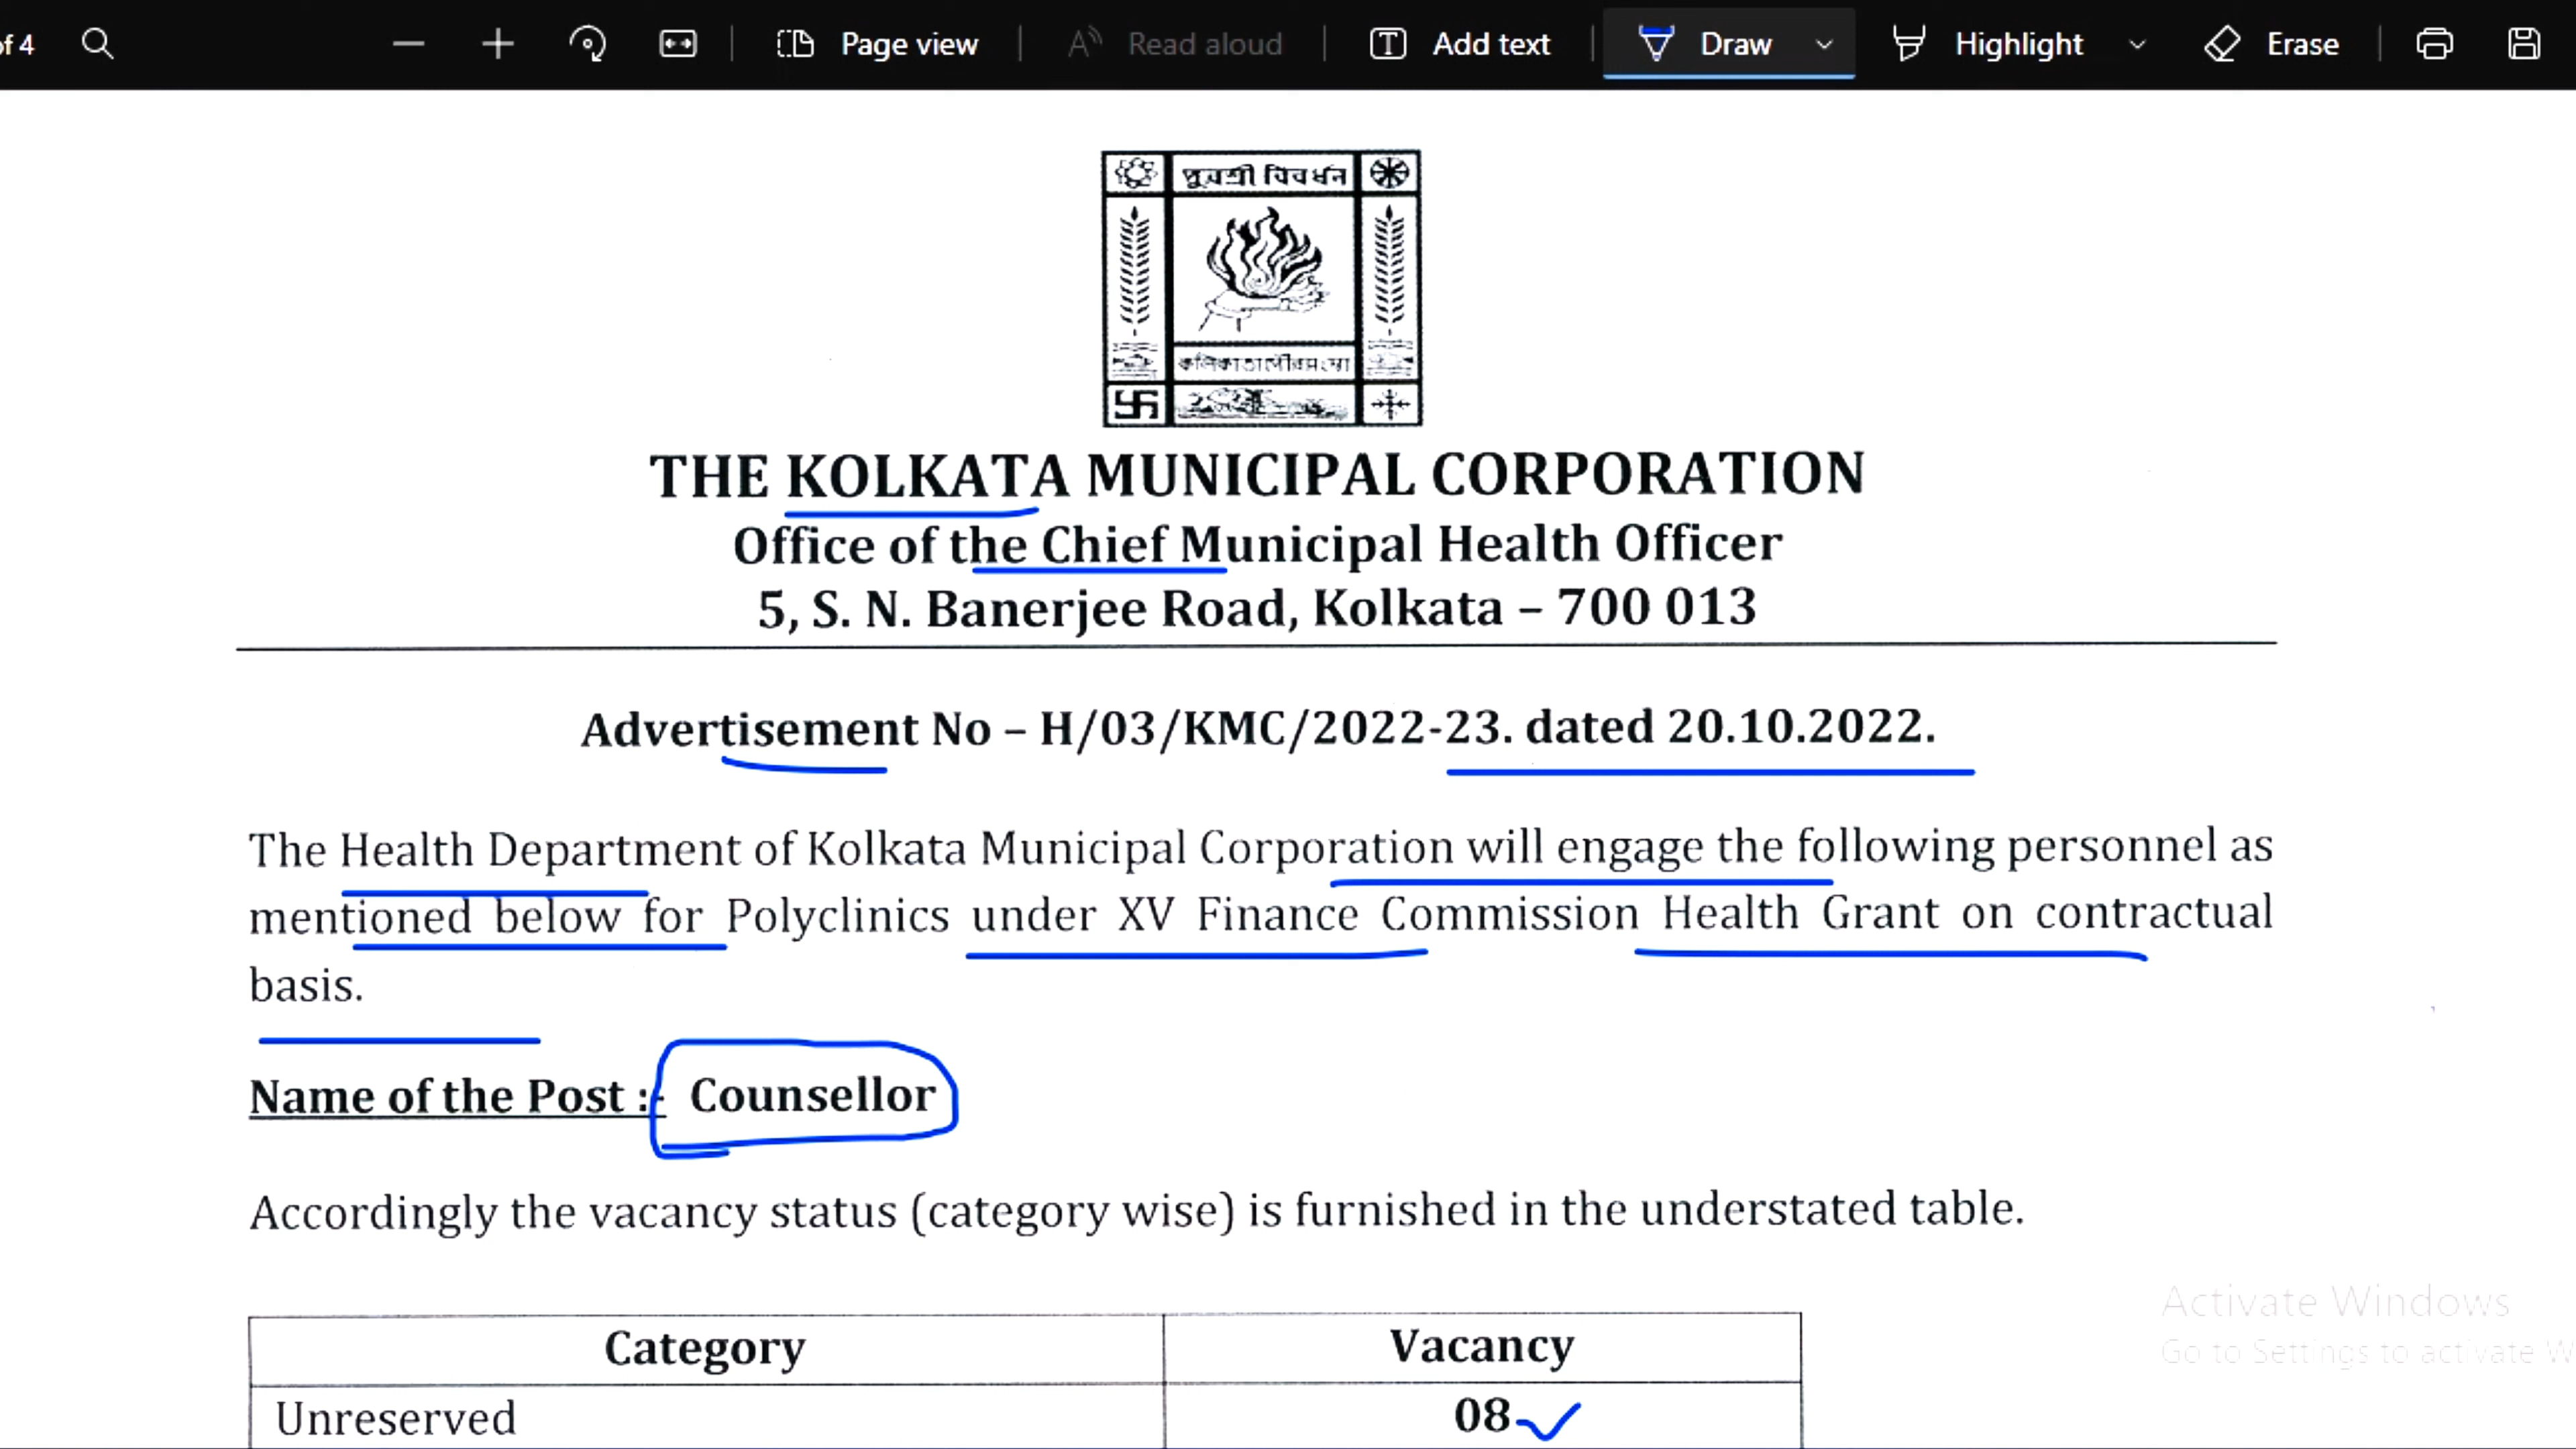 of 4 Page view Read aloud Add text Draw Highlight Erase
পুরশ্রী বিবর্ধন
THE KOLKATA MUNICIPAL CORPORATION
Office of the Chief Municipal Health Officer
5, S. N. Banerjee Road, Kolkata – 700 013
Advertisement No – H/03/KMC/2022-23. dated 20.10.2022.
The Health Department of Kolkata Municipal Corporation will engage the following personnel as
mentioned below for Polyclinics under XV Finance Commission Health Grant on contractual
basis.
Name of the Post :- Counsellor
Accordingly the vacancy status (category wise) is furnished in the understated table.
Activate Windows
Go to Settings to activate W
Category Vacancy
Unreserved 08